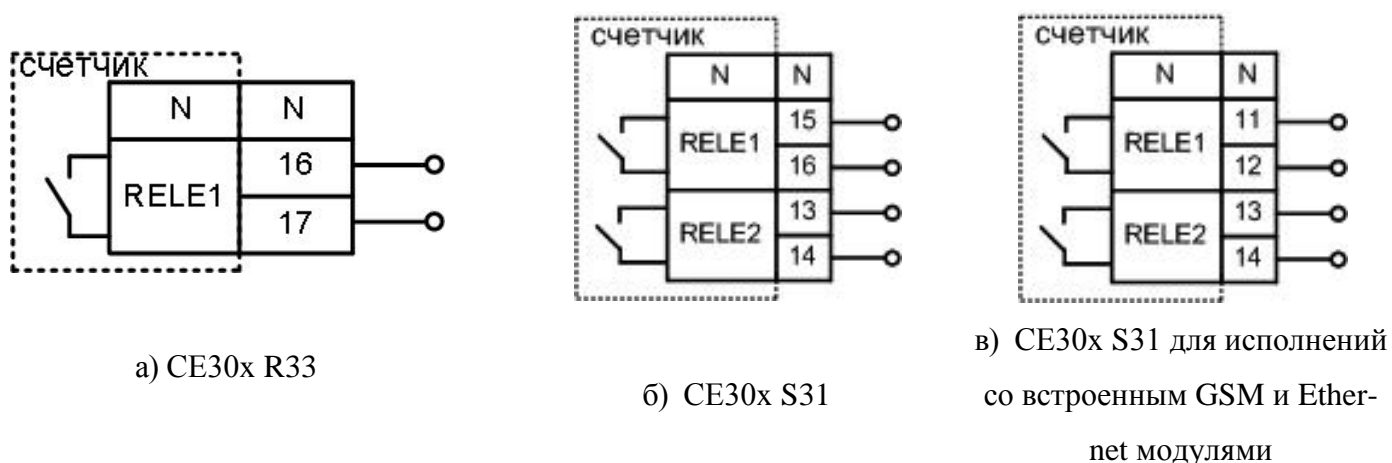 счетчик
N N
RELE1
16
17
а) CE30x R33
счетчик
N N
RELE1
15
16
RELE2
13
14
б) CE30x S31
счетчик
N N
RELE1
11
12
RELE2
13
14
в) CE30x S31 для исполнений
со встроенным GSM и Ether-
net модулями